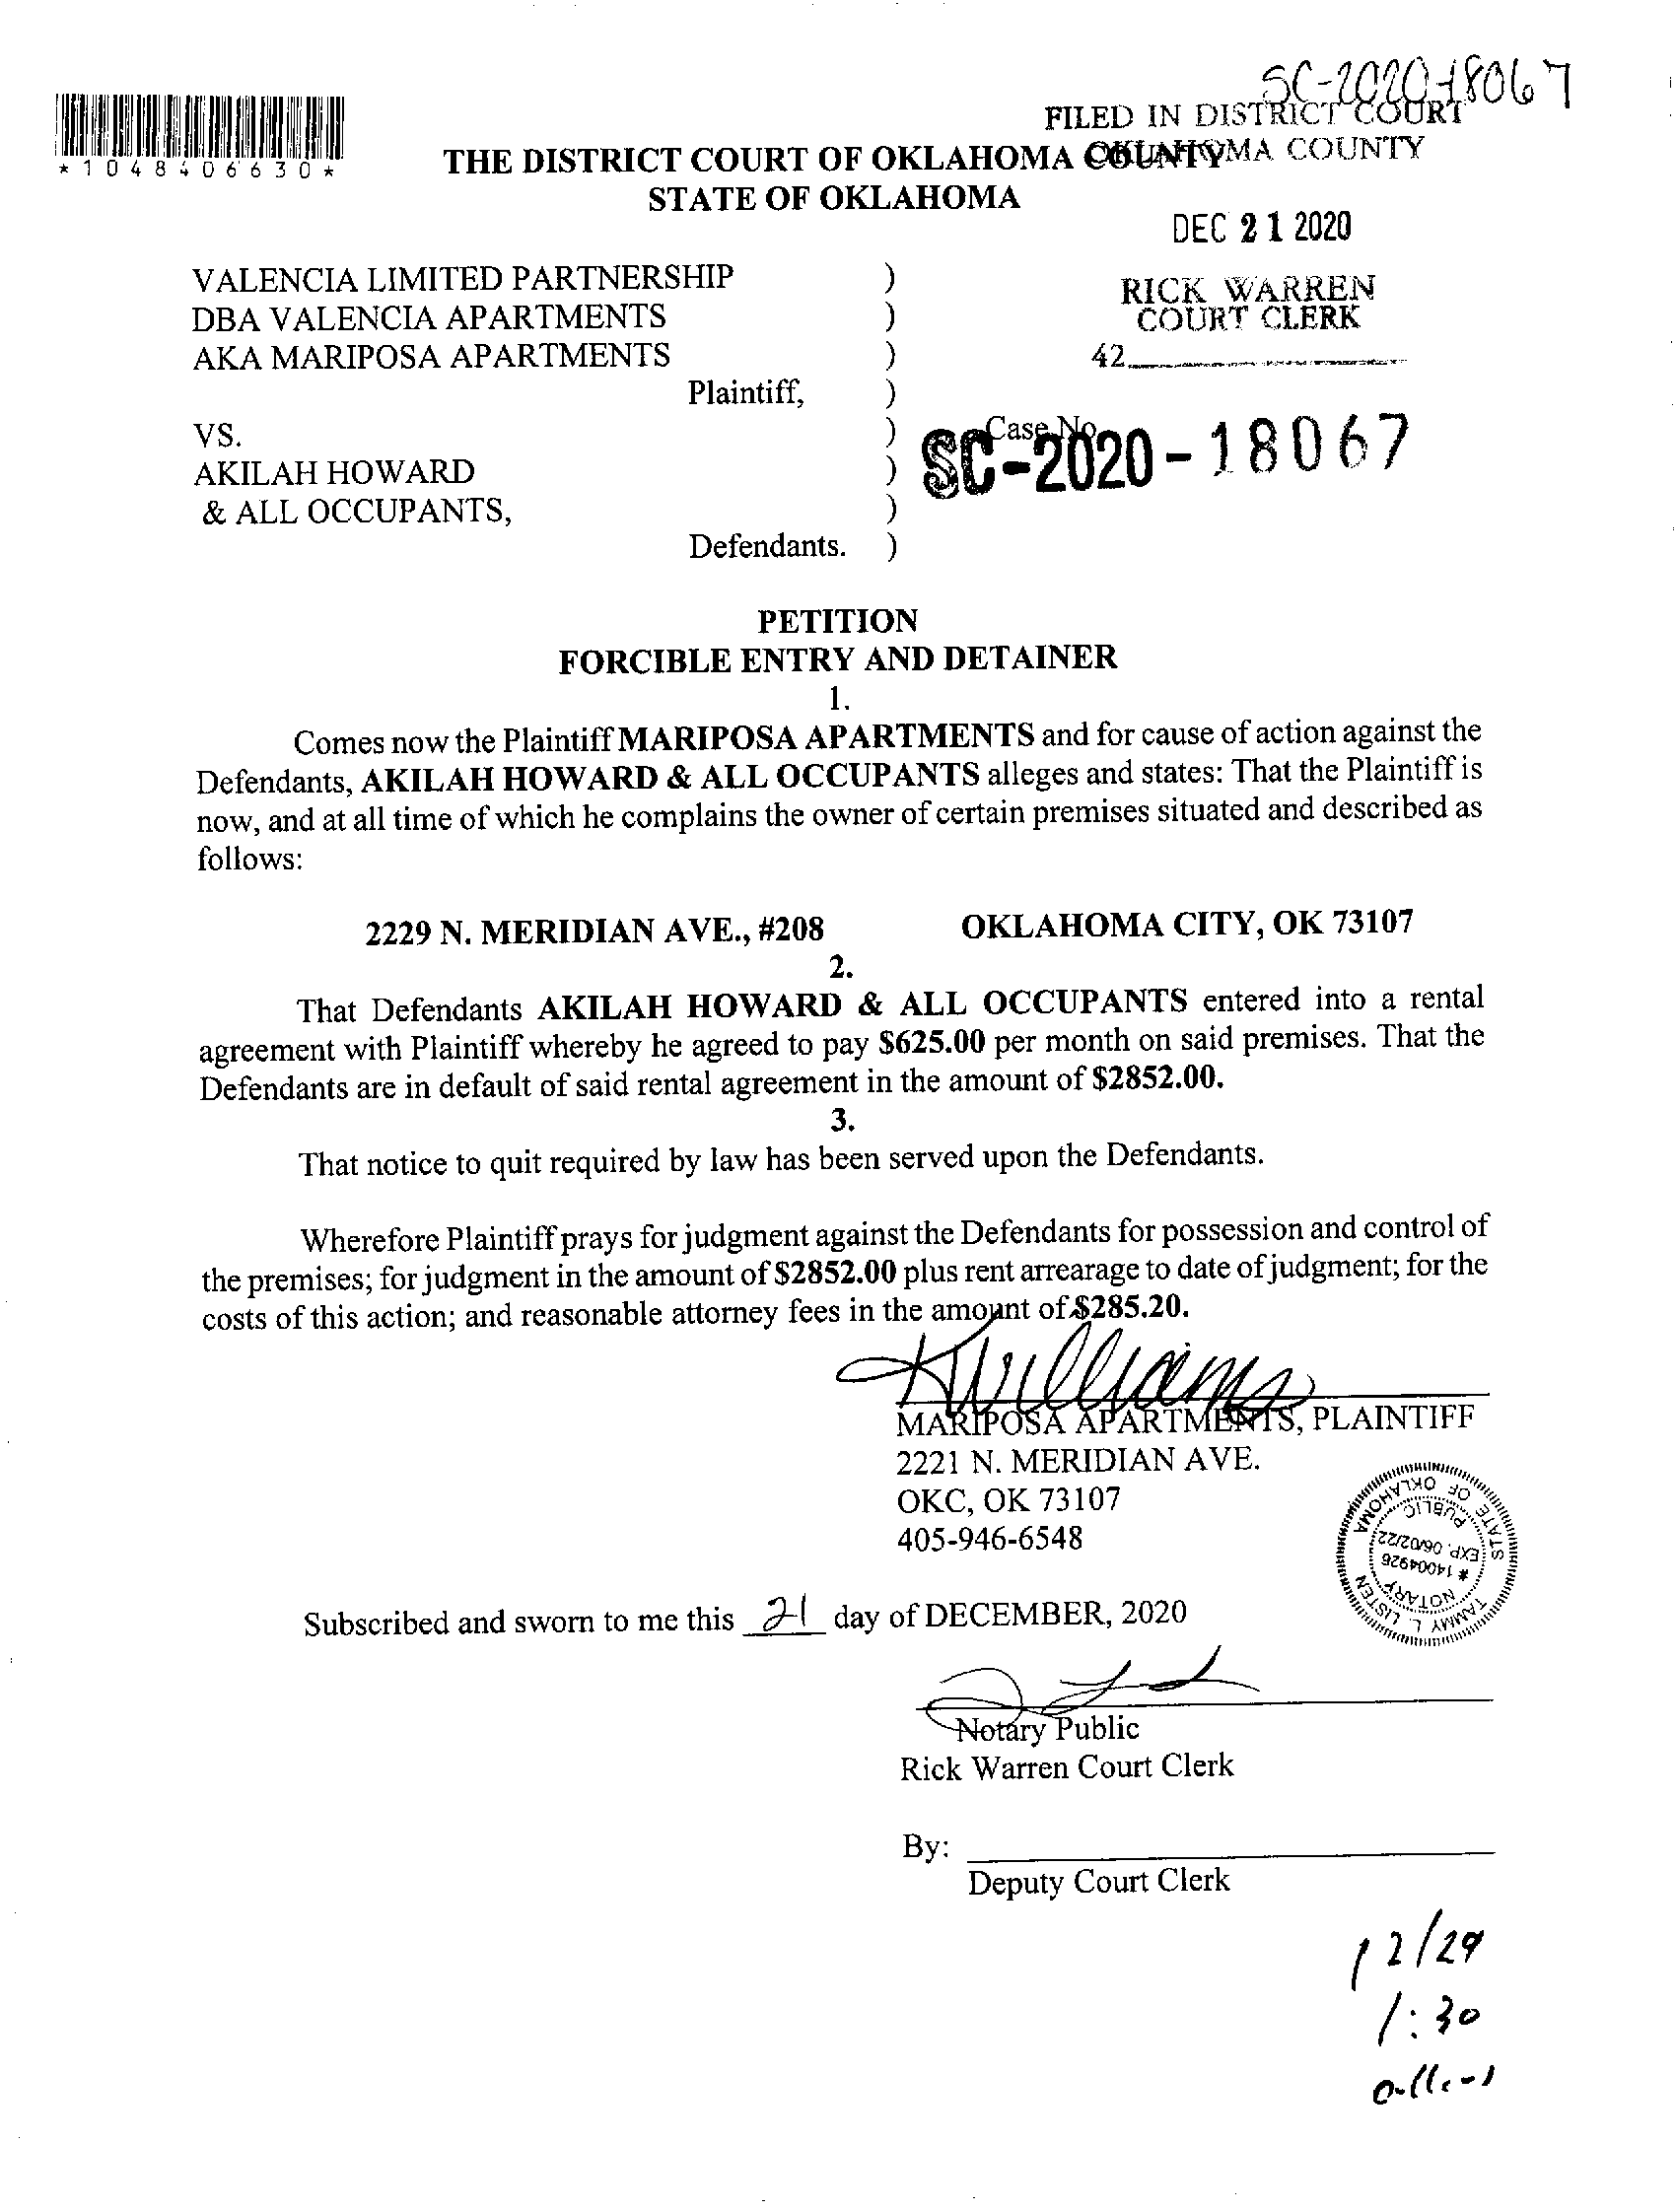 SC-2020-18067
FILED IN DISTRICT COURT
OKLAHOMA COUNTY
*1048406630*
THE DISTRICT COURT OF OKLAHOMA COUNTY
STATE OF OKLAHOMA
DEC 21 2020
RICK WARREN
COURT CLERK
42
VALENCIA LIMITED PARTNERSHIP )
DBA VALENCIA APARTMENTS )
AKA MARIPOSA APARTMENTS )
Plaintiff, )
VS. ) Case No.
SC-2020-18067
AKILAH HOWARD )
& ALL OCCUPANTS, )
Defendants. )
PETITION
FORCIBLE ENTRY AND DETAINER
1.
Comes now the Plaintiff MARIPOSA APARTMENTS and for cause of action against the
Defendants, AKILAH HOWARD & ALL OCCUPANTS alleges and states: That the Plaintiff is
now, and at all time of which he complains the owner of certain premises situated and described as
follows:
2229 N. MERIDIAN AVE., #208 OKLAHOMA CITY, OK 73107
2.
That Defendants AKILAH HOWARD & ALL OCCUPANTS entered into a rental
agreement with Plaintiff whereby he agreed to pay $625.00 per month on said premises. That the
Defendants are in default of said rental agreement in the amount of $2852.00.
3.
That notice to quit required by law has been served upon the Defendants.
Wherefore Plaintiff prays for judgment against the Defendants for possession and control of
the premises; for judgment in the amount of $2852.00 plus rent arrearage to date of judgment; for the
costs of this action; and reasonable attorney fees in the amount of $285.20.
KWilliams
MARIPOSA APARTMENTS, PLAINTIFF
2221 N. MERIDIAN AVE.
OKC, OK 73107
405-946-6548
TAMMY L. LISTEN
STATE OF OKLAHOMA
NOTARY
# 14004926
EXP. 06/02/22
PUBLIC
Subscribed and sworn to me this 21 day of DECEMBER, 2020
Notary Public
Rick Warren Court Clerk
By:
Deputy Court Clerk
12/29
1:30